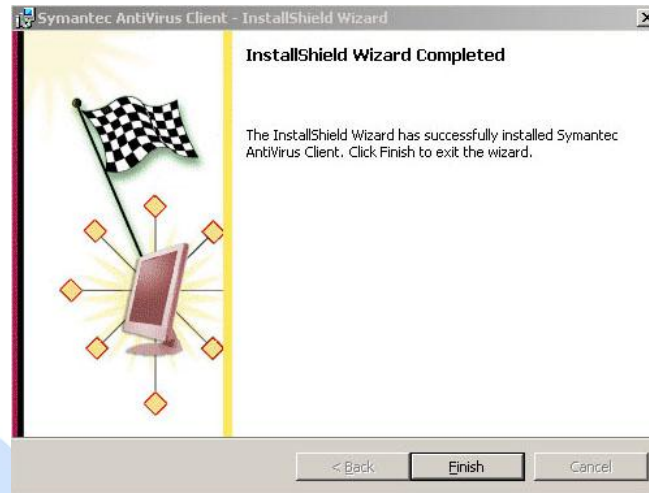 Symantec AntiVirus Client - InstallShield Wizard
InstallShield Wizard Completed
The InstallShield Wizard has successfully installed Symantec
AntiVirus Client. Click Finish to exit the wizard.
< Back
Finish
Cancel